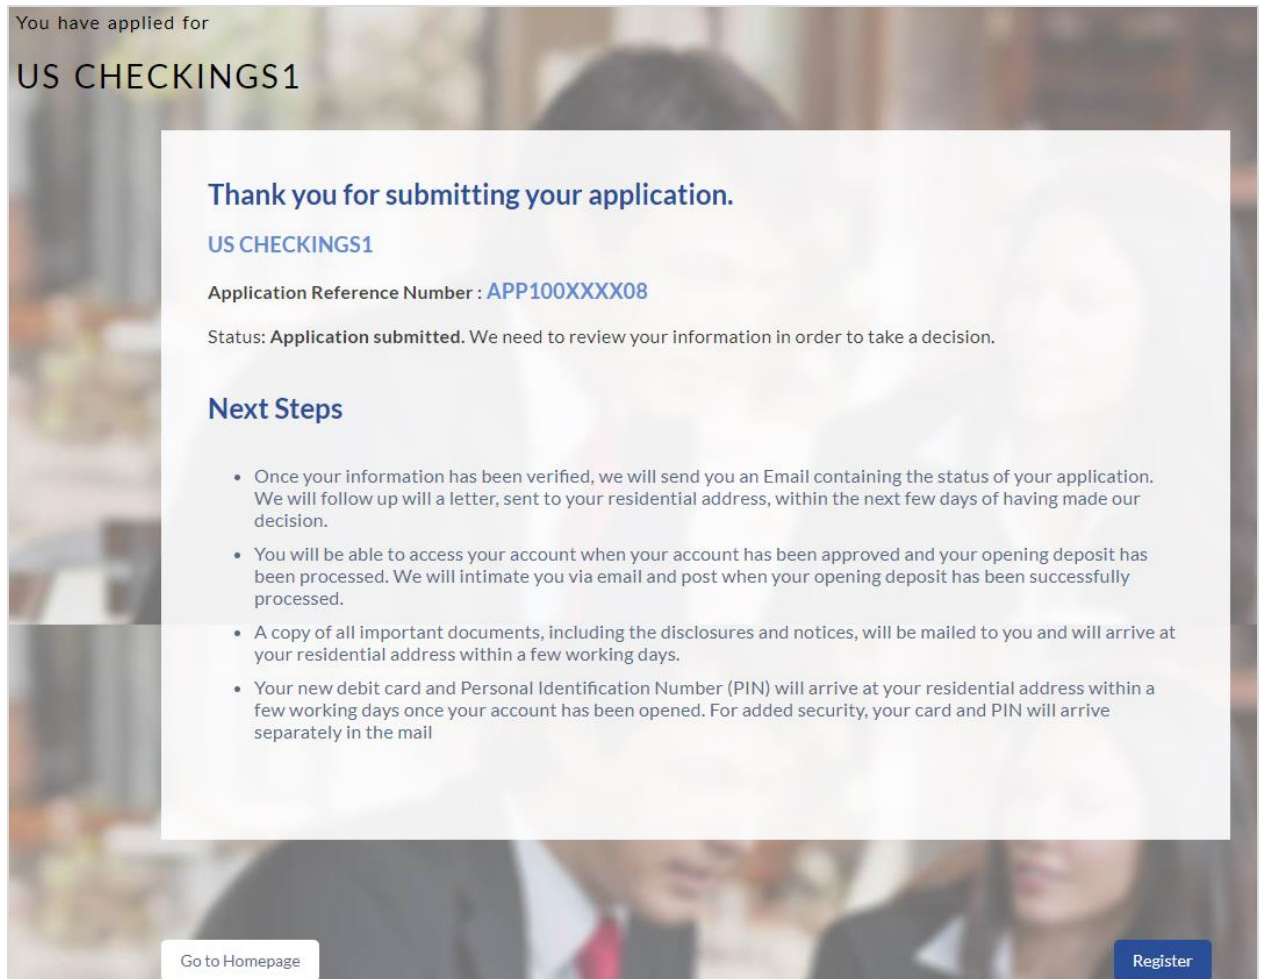 You have applied for
US CHECKINGS1
Thank you for submitting your application.
US CHECKINGS1
Application Reference Number : APP100XXXX08
Status: Application submitted. We need to review your information in order to take a decision.
Next Steps
• Once your information has been verified, we will send you an Email containing the status of your application.
We will follow up will a letter, sent to your residential address, within the next few days of having made our
decision.
• You will be able to access your account when your account has been approved and your opening deposit has
been processed. We will intimate you via email and post when your opening deposit has been successfully
processed.
• A copy of all important documents, including the disclosures and notices, will be mailed to you and will arrive at
your residential address within a few working days.
• Your new debit card and Personal Identification Number (PIN) will arrive at your residential address within a
few working days once your account has been opened. For added security, your card and PIN will arrive
separately in the mail
Go to Homepage
Register